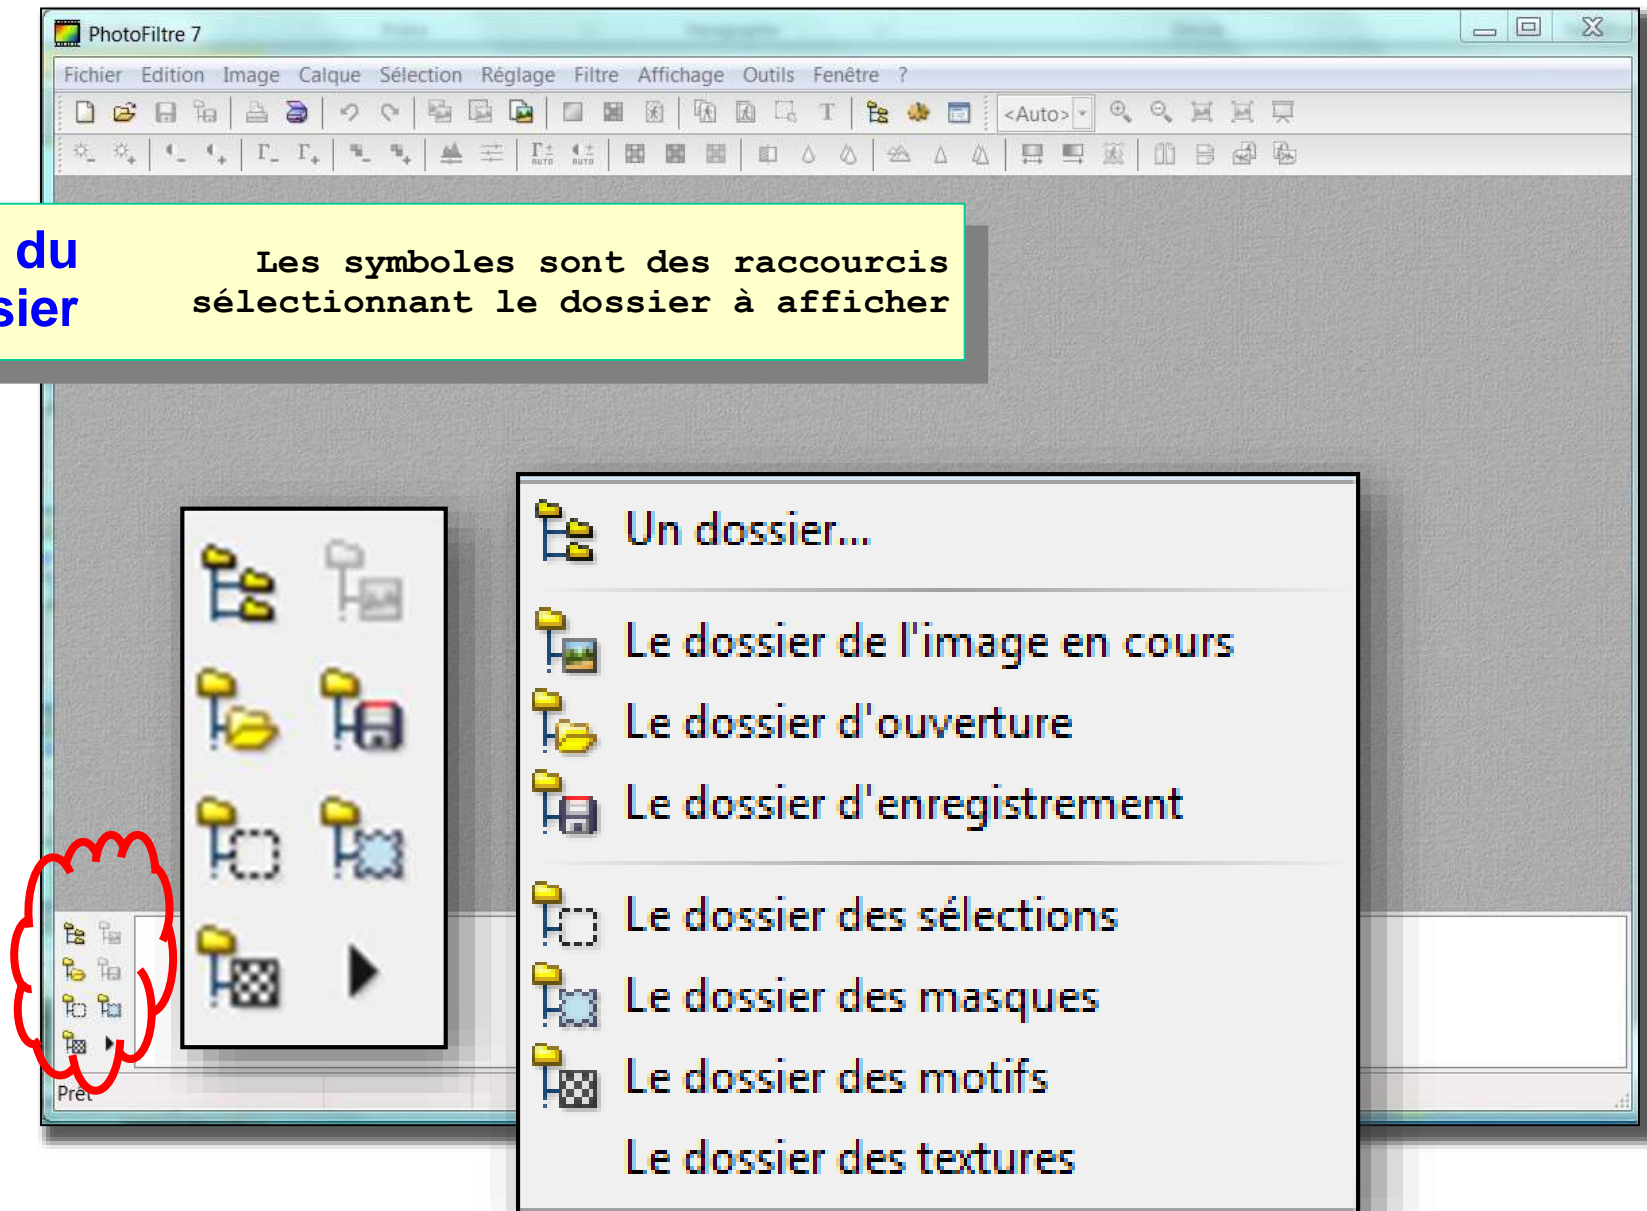 PhotoFiltre 7
Fichier Edition Image Calque Sélection Réglage Filtre Affichage Outils Fenêtre ?
T <Auto>
AUTO AUTO
du
sier
Les symboles sont des raccourcis
sélectionnant le dossier à afficher
Un dossier...
Le dossier de l'image en cours
Le dossier d'ouverture
Le dossier d'enregistrement
Le dossier des sélections
Le dossier des masques
Le dossier des motifs
Le dossier des textures
Prêt